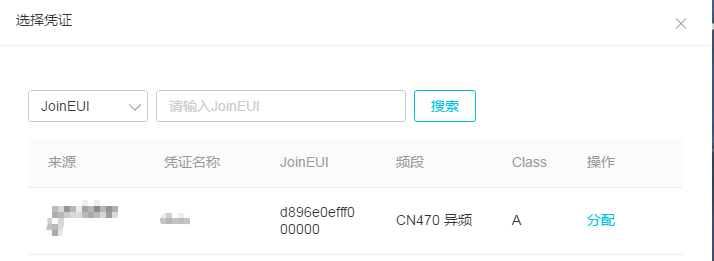 选择凭证
JoinEUI 请输入JoinEUI 搜索
来源 凭证名称 JoinEUI 频段 Class 操作
d896e0efff0
000000 CN470 异频 A 分配